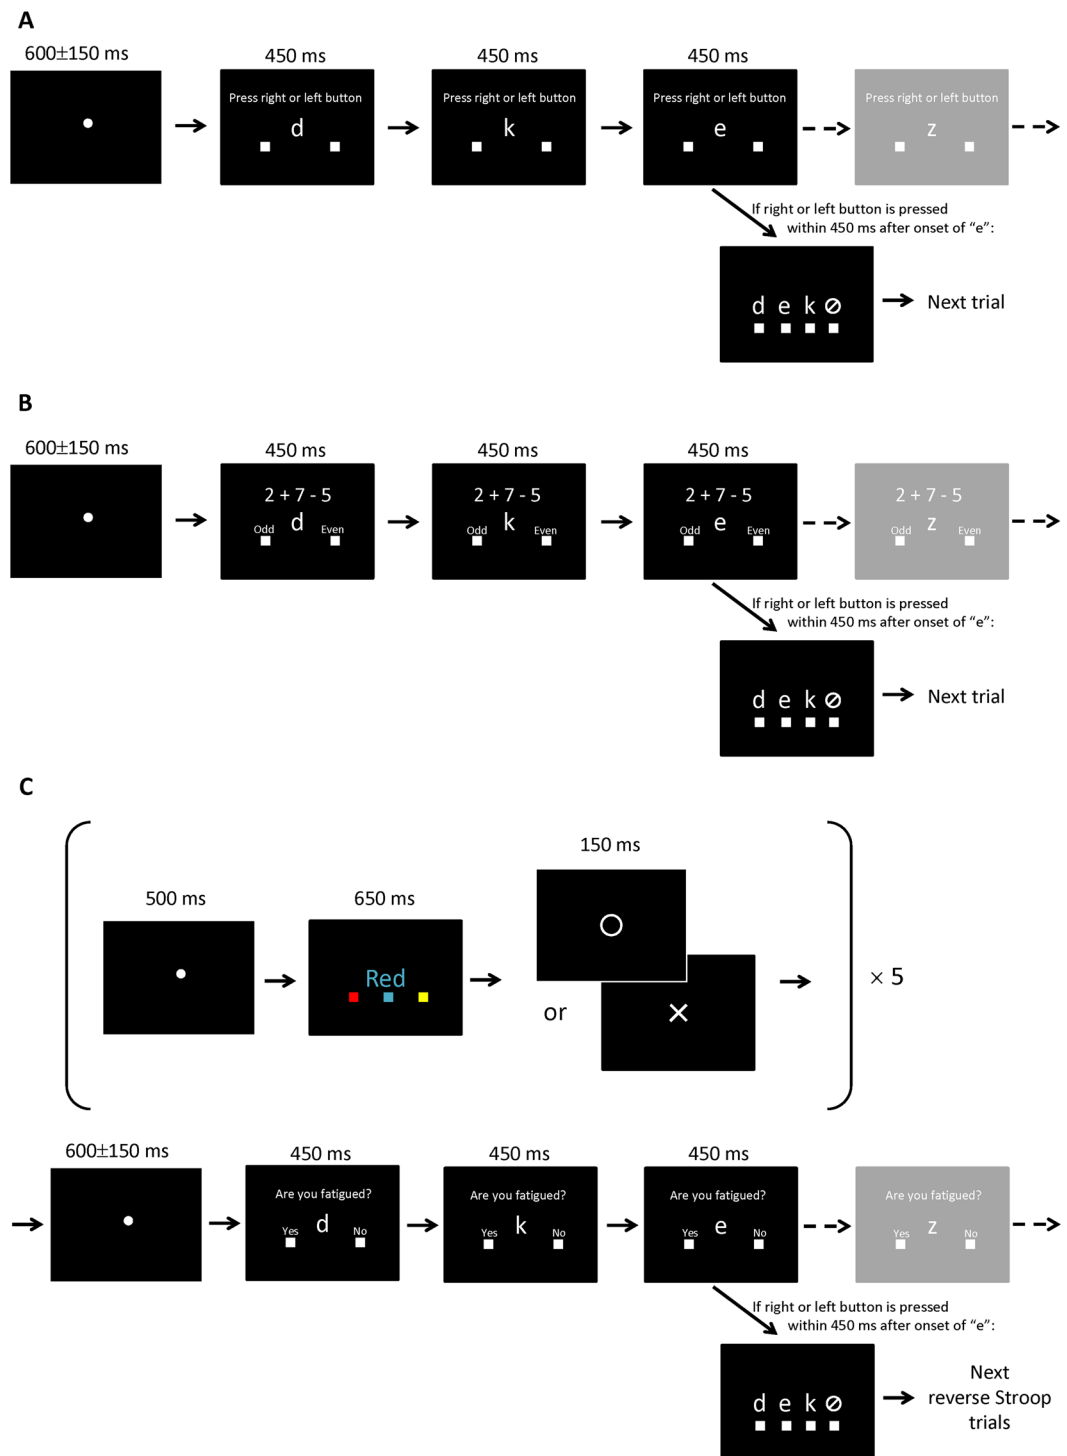 A
600±150 ms
450 ms
450 ms
450 ms
Press right or left button
d
Press right or left button
k
Press right or left button
e
Press right or left button
z
If right or left button is pressed
within 450 ms after onset of “e”:
d e k ⊘
Next trial
B
600±150 ms
450 ms
450 ms
450 ms
2 + 7 - 5
Odd d Even
2 + 7 - 5
Odd k Even
2 + 7 - 5
Odd e Even
2 + 7 - 5
Odd z Even
If right or left button is pressed
within 450 ms after onset of “e”:
d e k ⊘
Next trial
C
500 ms
650 ms
150 ms
Red
or
× 5
600±150 ms
450 ms
450 ms
450 ms
Are you fatigued?
Yes d No
Are you fatigued?
Yes k No
Are you fatigued?
Yes e No
Are you fatigued?
Yes z No
If right or left button is pressed
within 450 ms after onset of “e”:
d e k ⊘
Next
reverse Stroop
trials